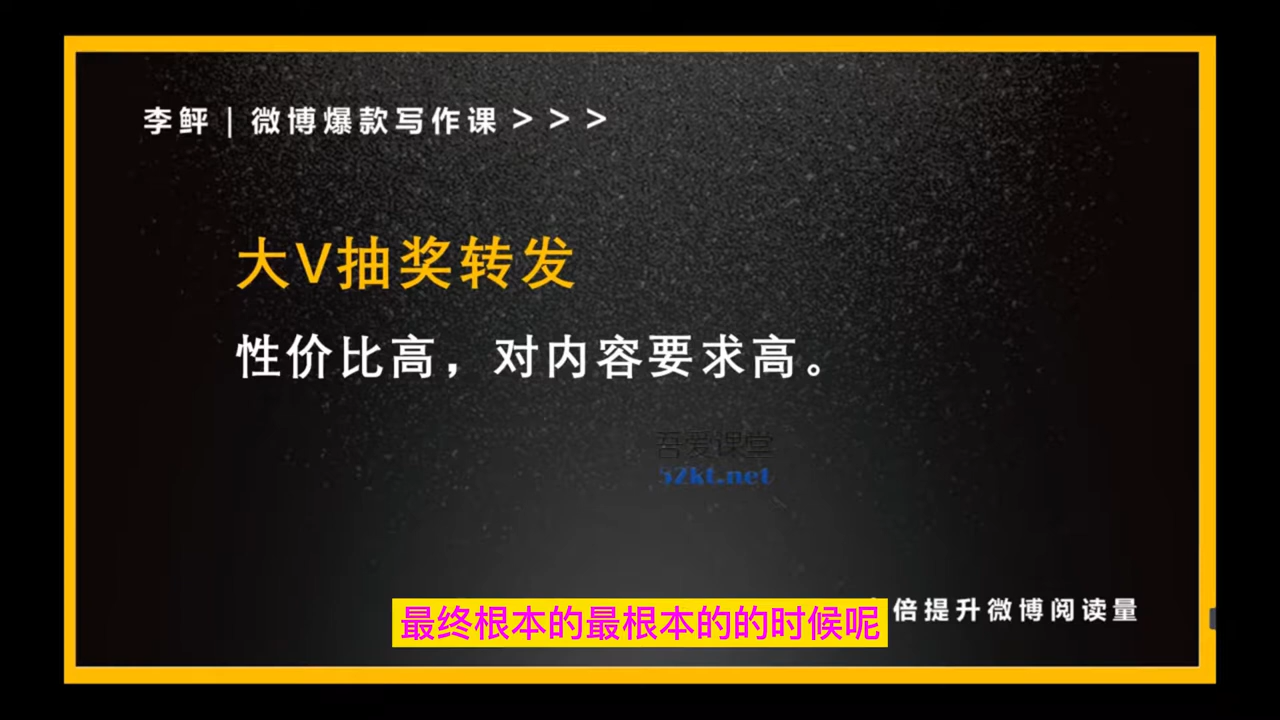 李鲆 | 微博爆款写作课 > > >
大V抽奖转发
性价比高，对内容要求高。
吾爱课堂
52kt.net
倍提升微博阅读量
最终根本的最根本的的时候呢